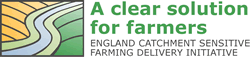 A clear solution
for farmers
ENGLAND CATCHMENT SENSITIVE
FARMING DELIVERY INITIATIVE